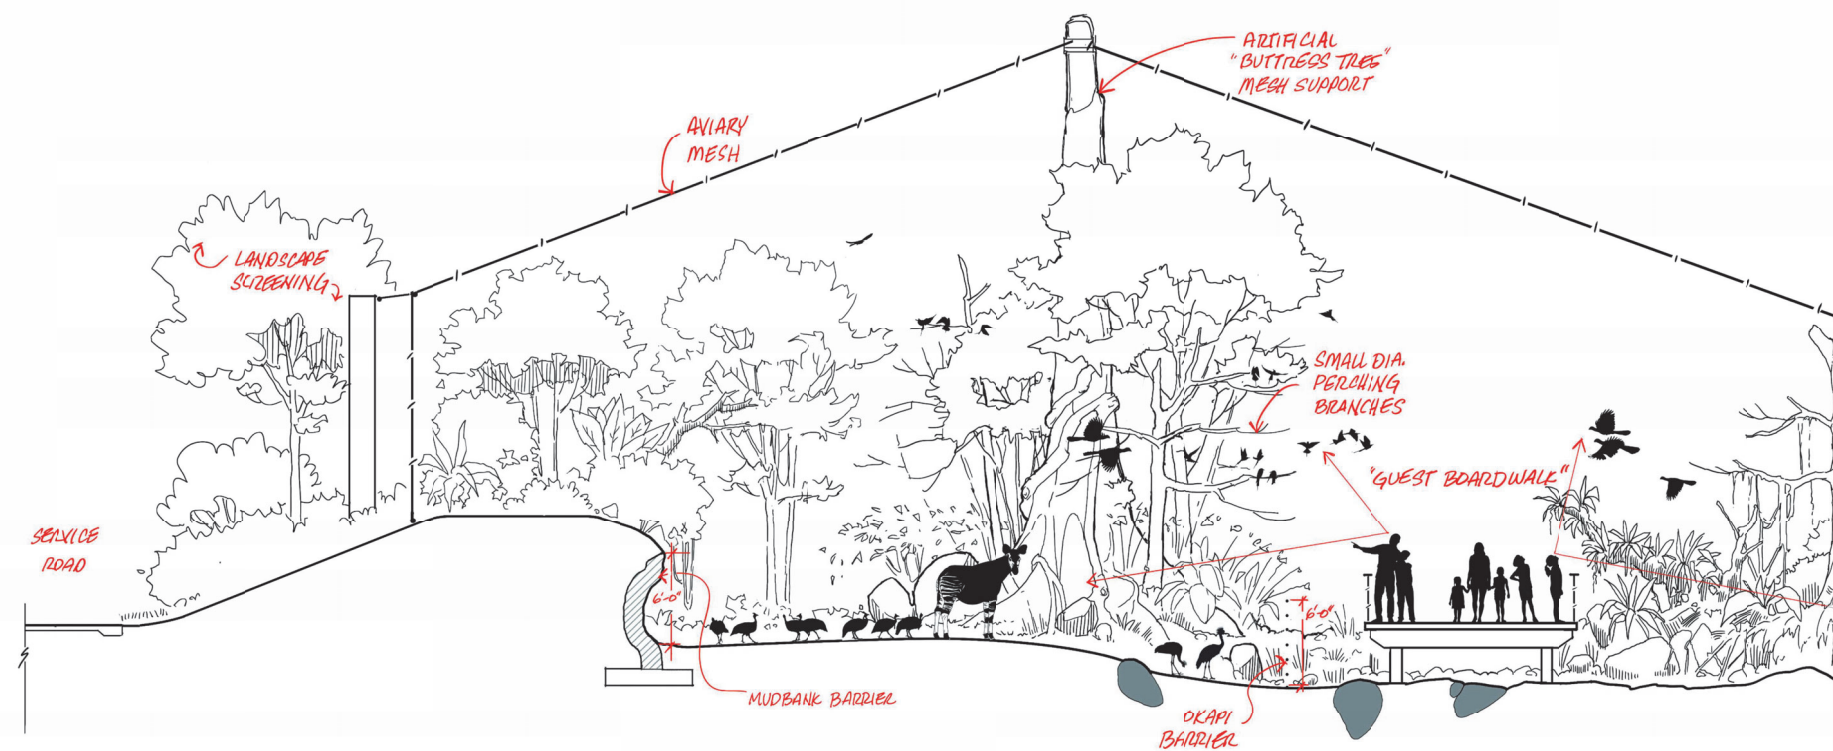 ARTIFICIAL
"BUTTRESS TREE"
MESH SUPPORT
AVIARY
MESH
LANDSCAPE
SCREENING
SMALL DIA.
PERCHING
BRANCHES
"GUEST BOARDWALK"
SERVICE
ROAD
6'-0"
6'-0"
MUDBANK BARRIER
OKAPI
BARRIER